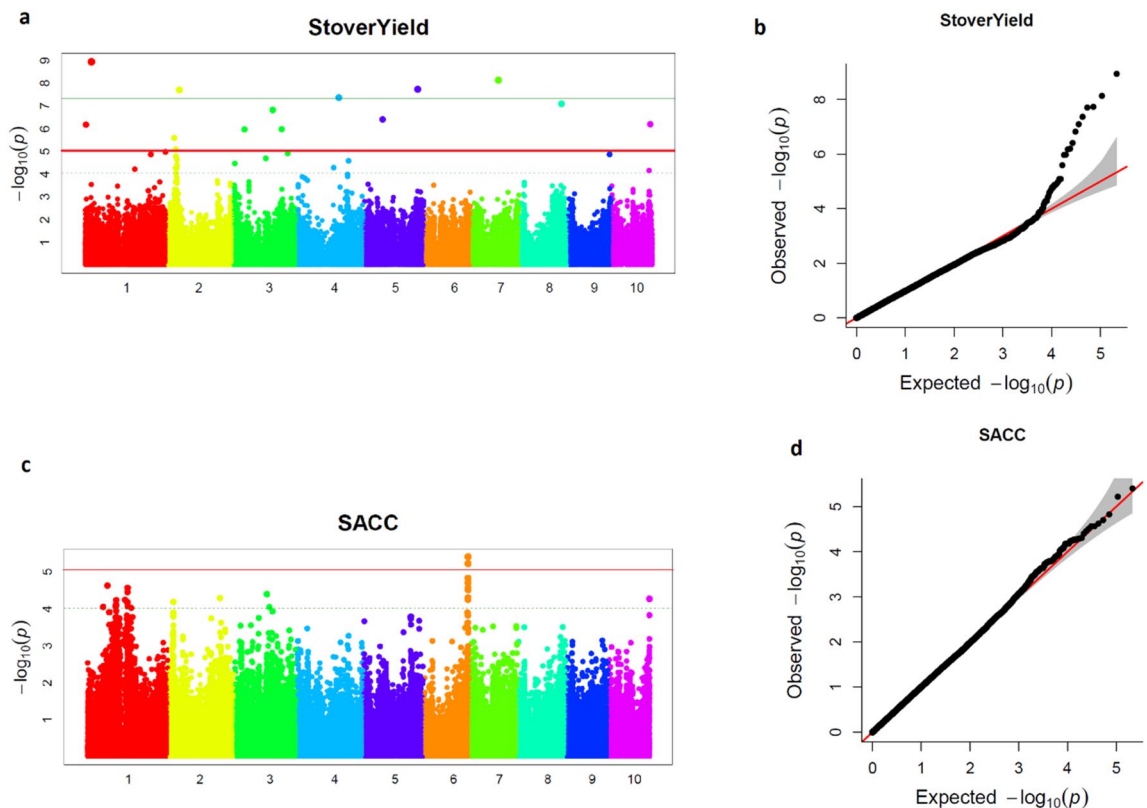 a
StoverYield
−log10(p)
9
8
7
6
5
4
3
2
1
1 2 3 4 5 6 7 8 9 10
b
StoverYield
Observed −log10(p)
8
6
4
2
0
0 1 2 3 4 5
Expected −log10(p)
c
SACC
−log10(p)
5
4
3
2
1
1 2 3 4 5 6 7 8 9 10
d
SACC
Observed −log10(p)
5
4
3
2
1
0
0 1 2 3 4 5
Expected −log10(p)